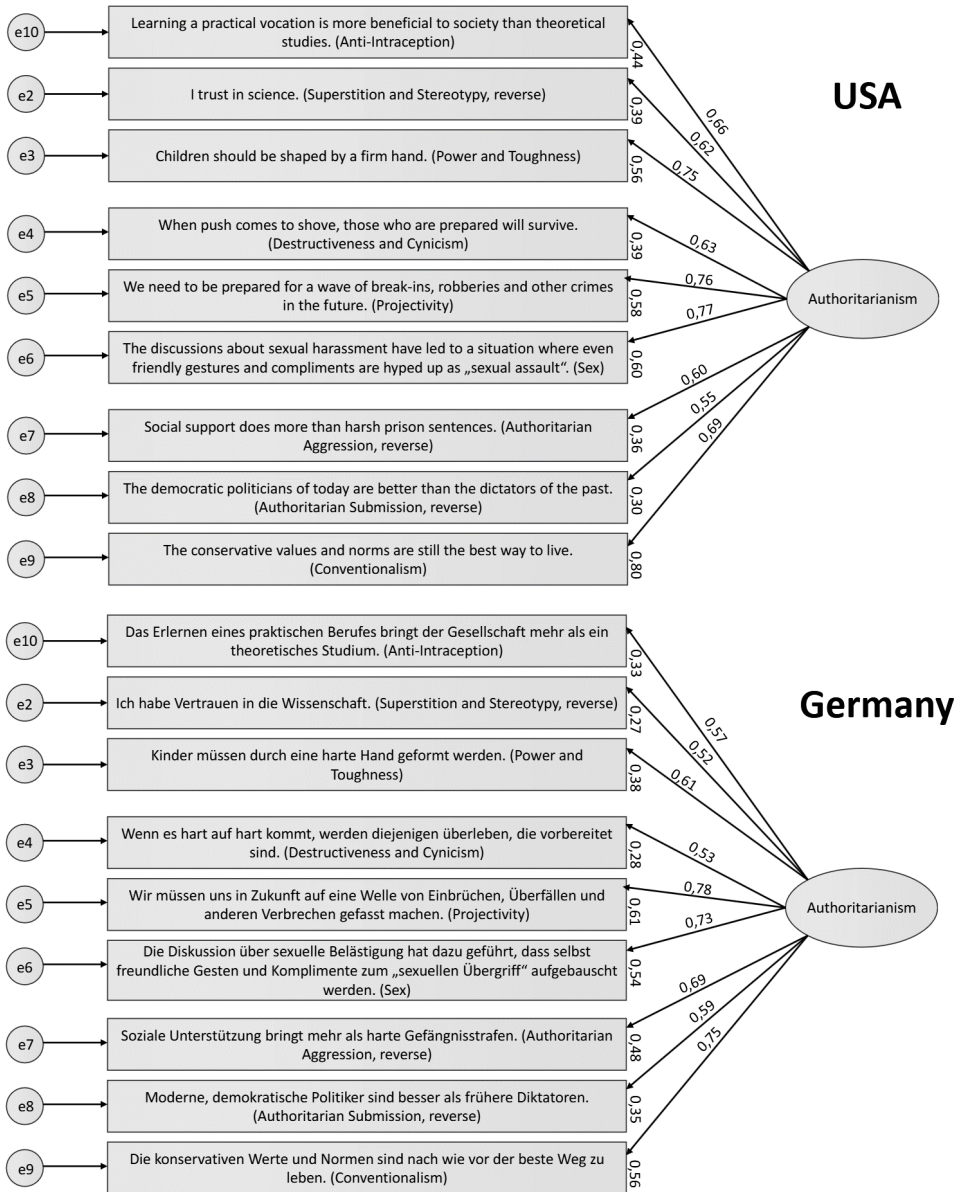 e10
Learning a practical vocation is more beneficial to society than theoretical
studies. (Anti-Intraception)
0,44
0,66
USA
e2
I trust in science. (Superstition and Stereotypy, reverse)
0,39
0,62
e3
Children should be shaped by a firm hand. (Power and Toughness)
0,56
0,75
e4
When push comes to shove, those who are prepared will survive.
(Destructiveness and Cynicism)
0,39
0,63
e5
We need to be prepared for a wave of break-ins, robberies and other crimes
in the future. (Projectivity)
0,58
0,76
Authoritarianism
e6
The discussions about sexual harassment have led to a situation where even
friendly gestures and compliments are hyped up as „sexual assault“. (Sex)
0,60
0,77
e7
Social support does more than harsh prison sentences. (Authoritarian
Aggression, reverse)
0,36
0,60
e8
The democratic politicians of today are better than the dictators of the past.
(Authoritarian Submission, reverse)
0,30
0,55
e9
The conservative values and norms are still the best way to live.
(Conventionalism)
0,80
0,69
e10
Das Erlernen eines praktischen Berufes bringt der Gesellschaft mehr als ein
theoretisches Studium. (Anti-Intraception)
0,33
0,57
Germany
e2
Ich habe Vertrauen in die Wissenschaft. (Superstition and Stereotypy, reverse)
0,27
0,52
e3
Kinder müssen durch eine harte Hand geformt werden. (Power and
Toughness)
0,38
0,61
e4
Wenn es hart auf hart kommt, werden diejenigen überleben, die vorbereitet
sind. (Destructiveness and Cynicism)
0,28
0,53
e5
Wir müssen uns in Zukunft auf eine Welle von Einbrüchen, Überfällen und
anderen Verbrechen gefasst machen. (Projectivity)
0,61
0,78
Authoritarianism
e6
Die Diskussion über sexuelle Belästigung hat dazu geführt, dass selbst
freundliche Gesten und Komplimente zum „sexuellen Übergriff“ aufgebauscht
werden. (Sex)
0,54
0,73
e7
Soziale Unterstützung bringt mehr als harte Gefängnisstrafen. (Authoritarian
Aggression, reverse)
0,48
0,69
e8
Moderne, demokratische Politiker sind besser als frühere Diktatoren.
(Authoritarian Submission, reverse)
0,35
0,59
e9
Die konservativen Werte und Normen sind nach wie vor der beste Weg zu
leben. (Conventionalism)
0,56
0,75